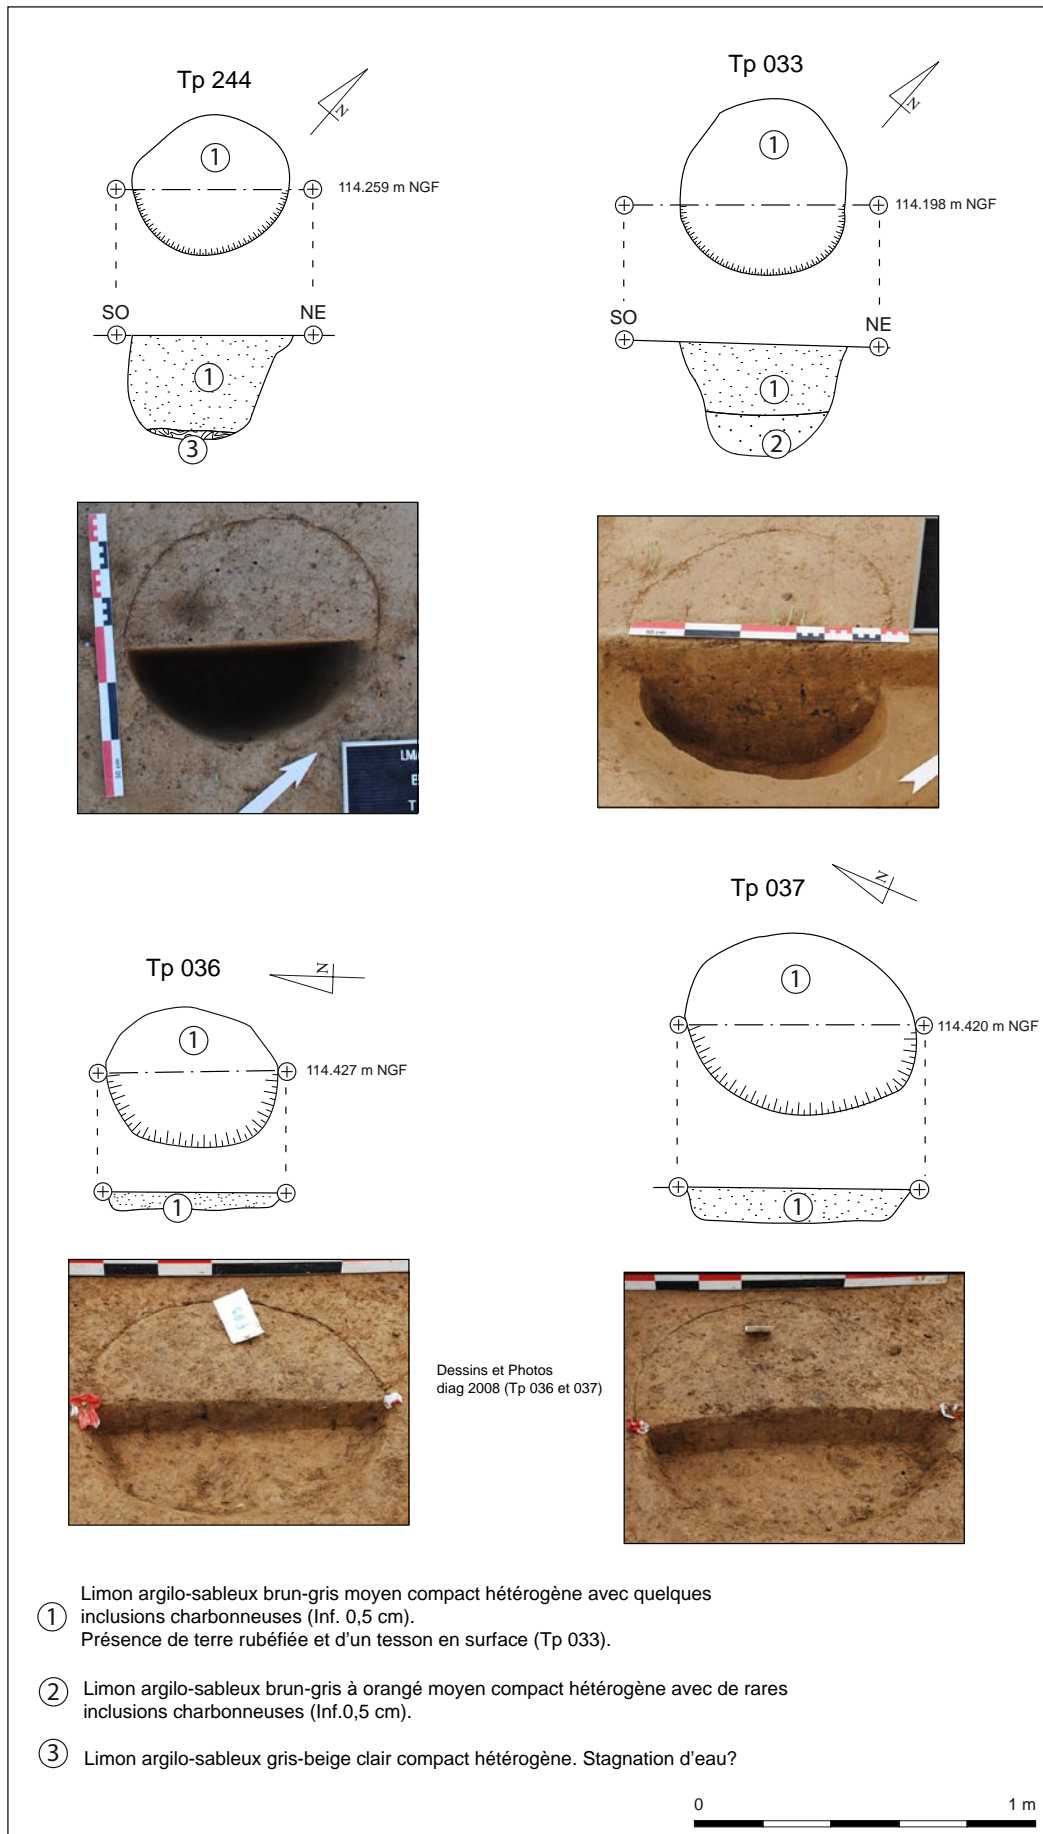 Tp 244
N
1
114.259 m NGF
SO
NE
1
3
Tp 033
N
1
114.198 m NGF
SO
NE
1
2
50 cm
LM
T
50 cm
Tp 036
N
1
114.427 m NGF
1
Tp 037
N
1
114.420 m NGF
1
Dessins et Photos
diag 2008 (Tp 036 et 037)
1
Limon argilo-sableux brun-gris moyen compact hétérogène avec quelques
inclusions charbonneuses (Inf. 0,5 cm).
Présence de terre rubéfiée et d'un tesson en surface (Tp 033).
2
Limon argilo-sableux brun-gris à orangé moyen compact hétérogène avec de rares
inclusions charbonneuses (Inf.0,5 cm).
3
Limon argilo-sableux gris-beige clair compact hétérogène. Stagnation d'eau?
0
1 m